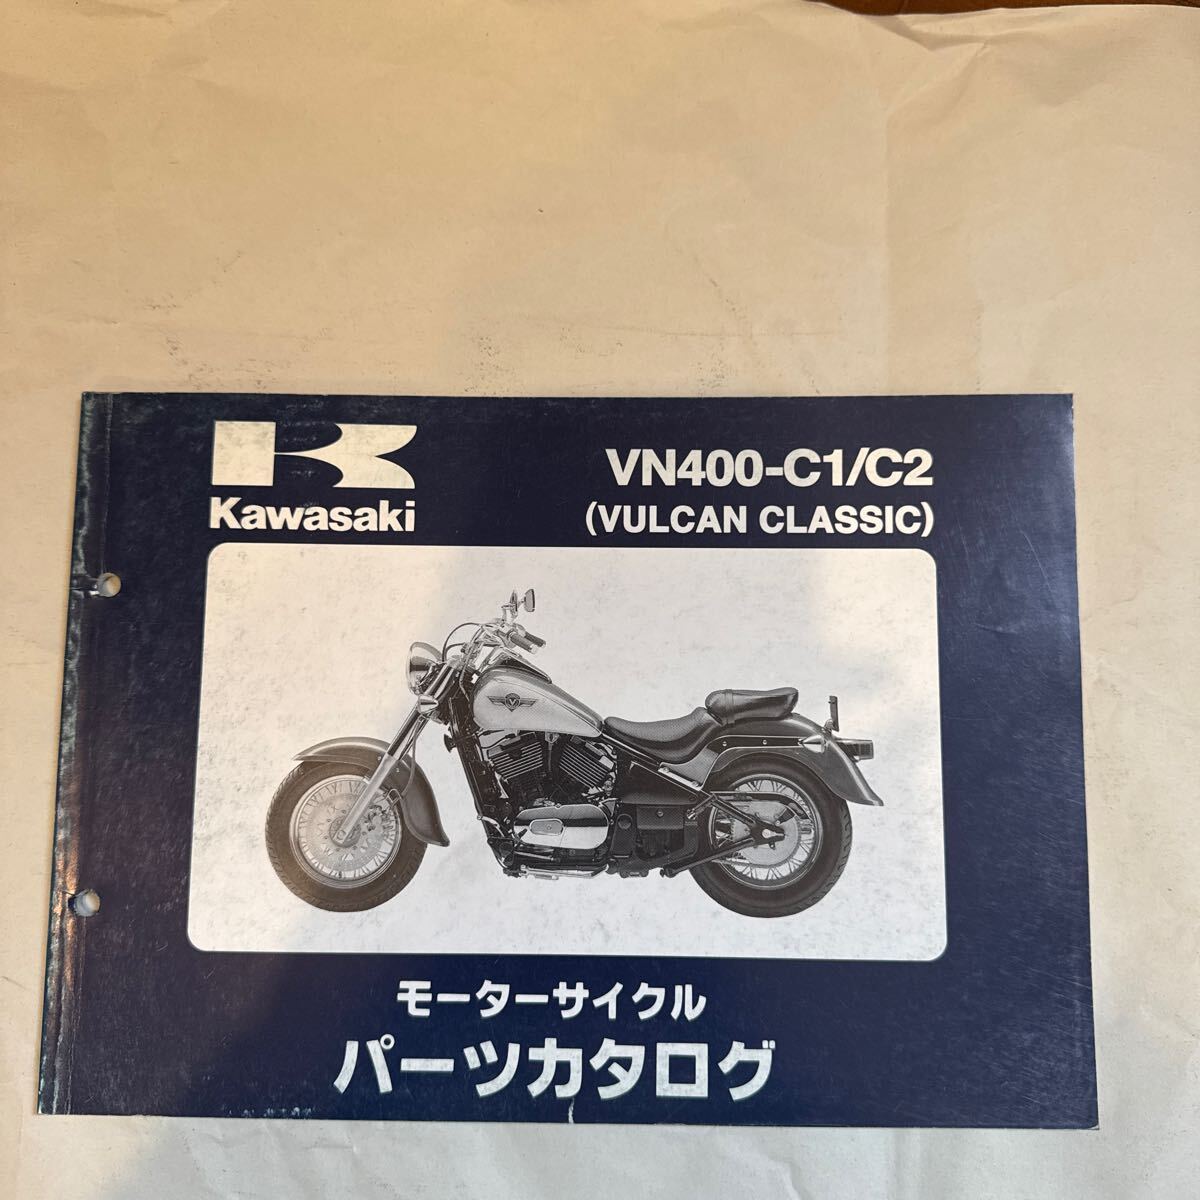 Kawasaki
VN400-C1/C2
(VULCAN CLASSIC)
モーターサイクル
パーツカタログ